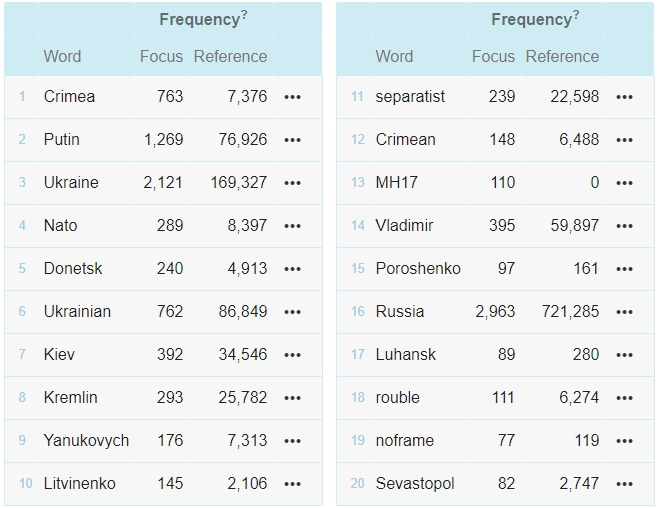 Frequency?
Word Focus Reference
1 Crimea 763 7,376 •••
2 Putin 1,269 76,926 •••
3 Ukraine 2,121 169,327 •••
4 Nato 289 8,397 •••
5 Donetsk 240 4,913 •••
6 Ukrainian 762 86,849 •••
7 Kiev 392 34,546 •••
8 Kremlin 293 25,782 •••
9 Yanukovych 176 7,313 •••
10 Litvinenko 145 2,106 •••
Frequency?
Word Focus Reference
11 separatist 239 22,598 •••
12 Crimean 148 6,488 •••
13 MH17 110 0 •••
14 Vladimir 395 59,897 •••
15 Poroshenko 97 161 •••
16 Russia 2,963 721,285 •••
17 Luhansk 89 280 •••
18 rouble 111 6,274 •••
19 noframe 77 119 •••
20 Sevastopol 82 2,747 •••